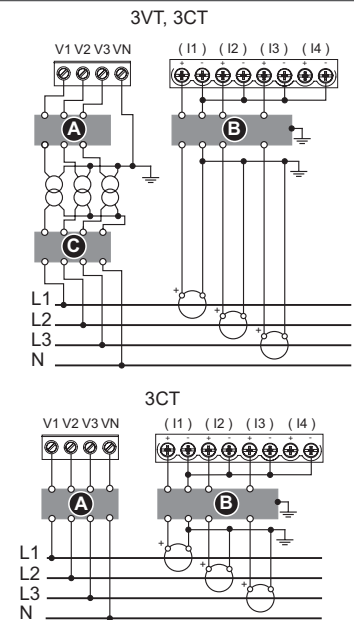 3VT, 3CT
V1 V2 V3 VN ( I1 ) ( I2 ) ( I3 ) ( I4 )
+ - + - + - + -
A B
C
+
L1
+
L2
+
L3
N
3CT
V1 V2 V3 VN ( I1 ) ( I2 ) ( I3 ) ( I4 )
+ - + - + - + -
A B
+
L1
+
L2
+
L3
N